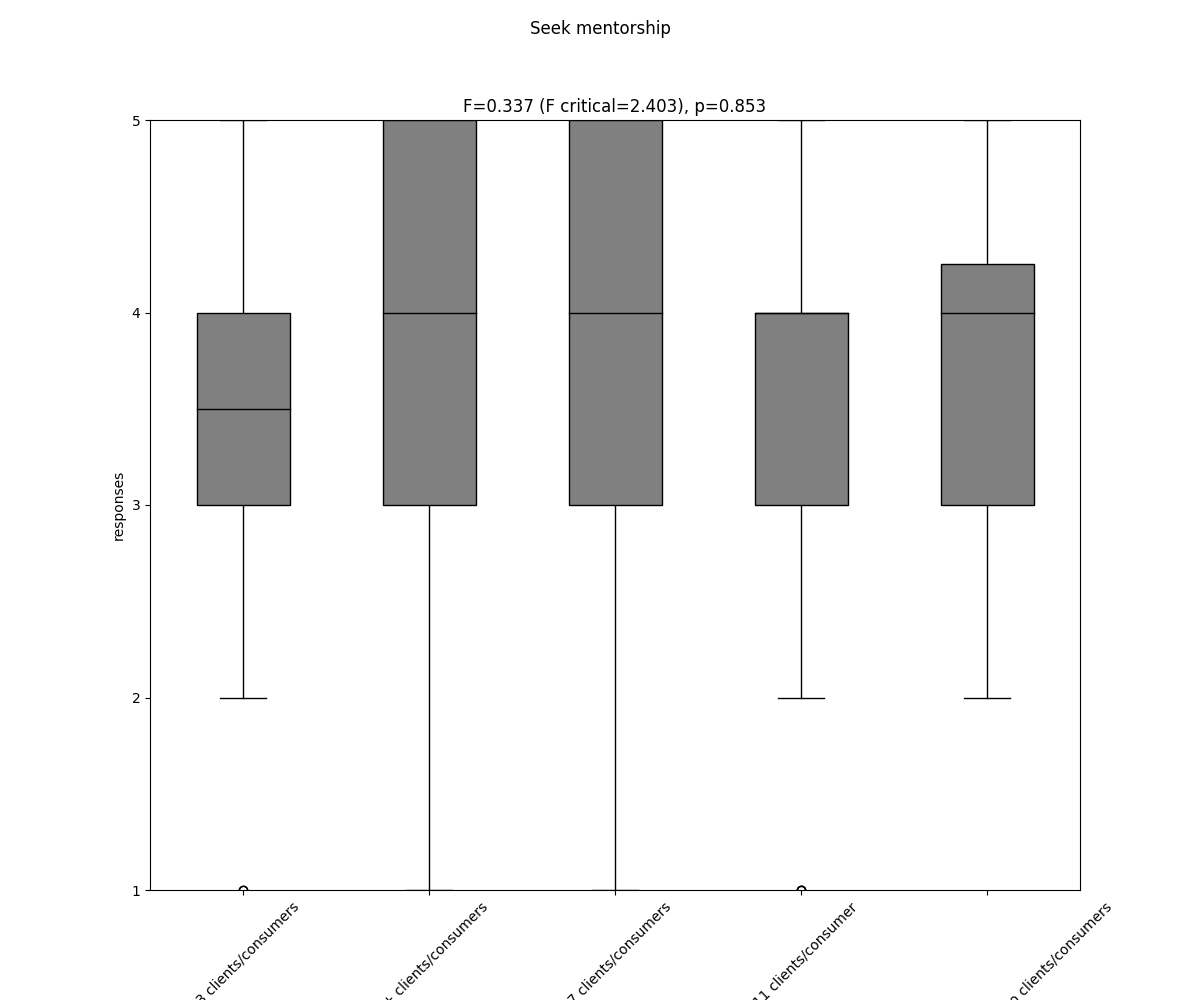 Seek mentorship
F=0.337 (F critical=2.403), p=0.853
5
4
3
2
1
responses
3 clients/consumers
clients/consumers
7 clients/consumers
11 clients/consumer
clients/consumers